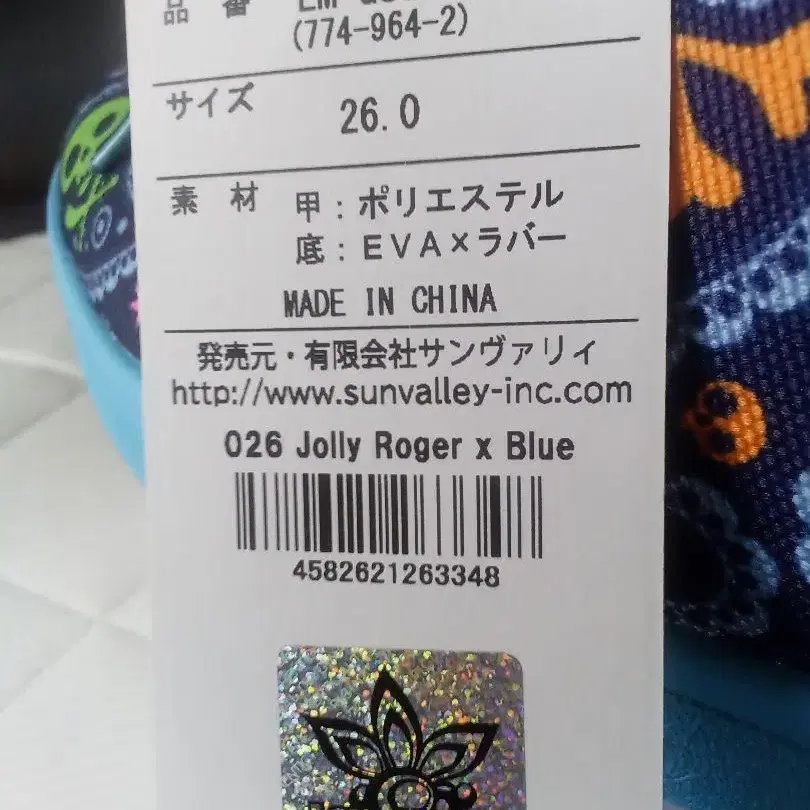 品 番
(774-964-2)
サイズ 26.0
素 材 甲：ポリエステル
底：ＥＶＡ×ラバー
MADE IN CHINA
発売元・有限会社サンヴァリィ
http://www.sunvalley-inc.com
026 Jolly Roger x Blue
4582621263348